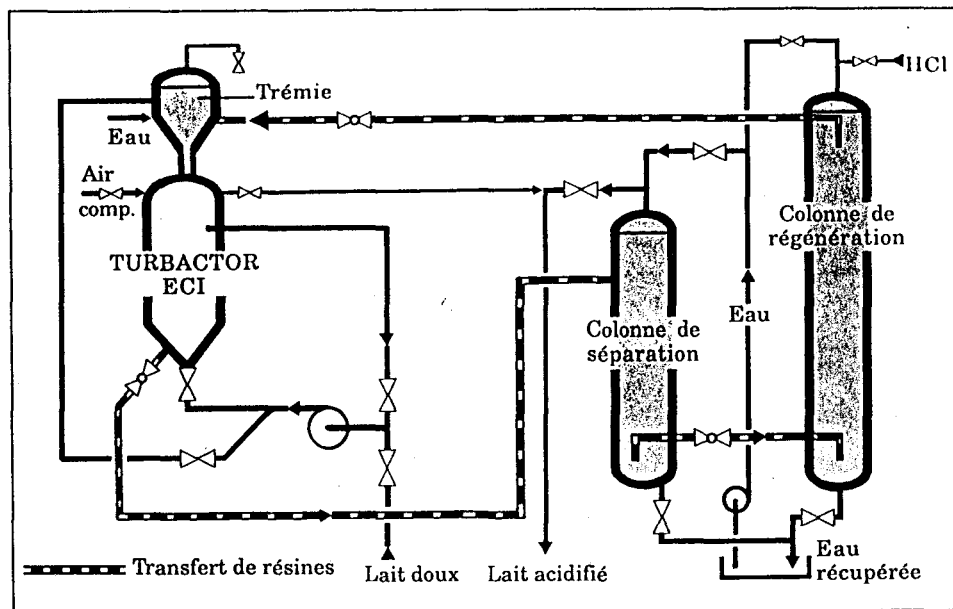 HCl
Trémie
Eau
Air
comp.
Colonne de
régénération
TURBACTOR
ECI
Eau
Colonne de
séparation
Transfert de résines
Lait doux
Lait acidifié
Eau
récupérée